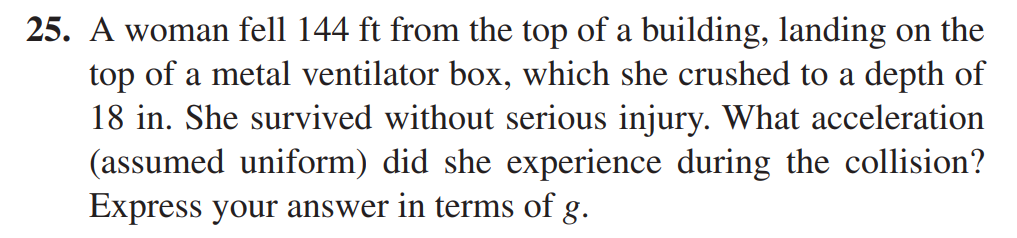 25. A woman fell 144 ft from the top of a building, landing on the
top of a metal ventilator box, which she crushed to a depth of
18 in. She survived without serious injury. What acceleration
(assumed uniform) did she experience during the collision?
Express your answer in terms of g.